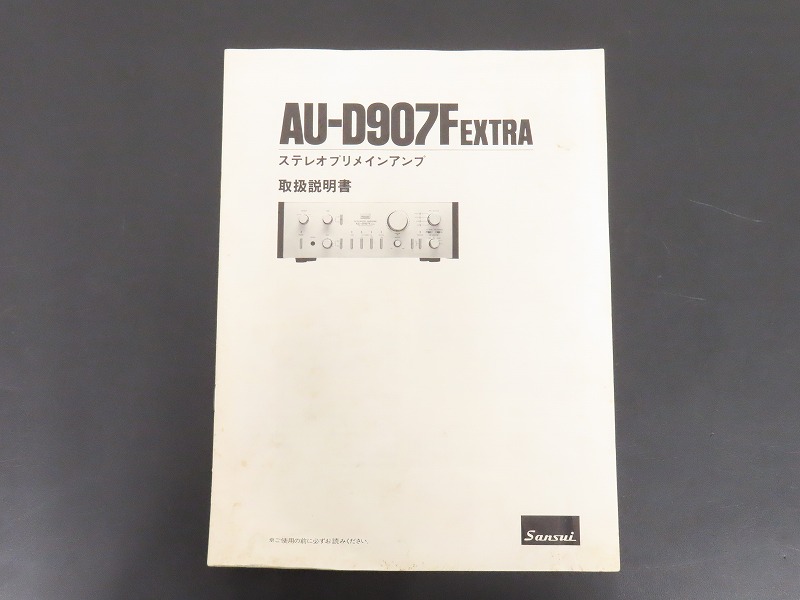 AU-D907F EXTRA
ステレオプリメインアンプ
取扱説明書
※ご使用の前に必ずお読みください。
Sansui